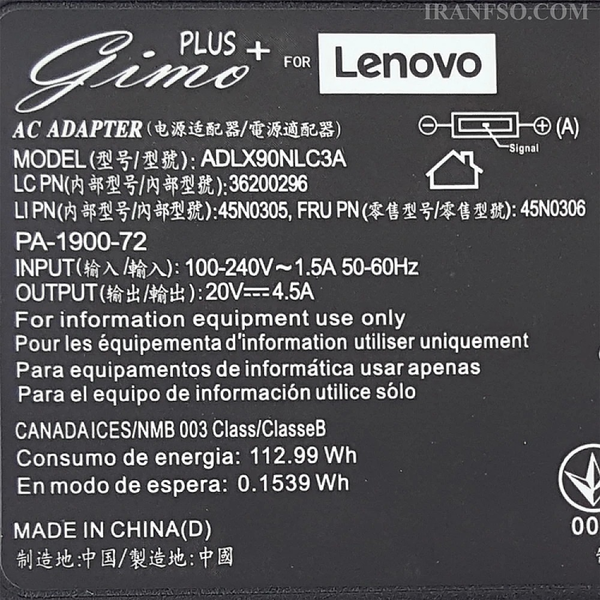 IRANFSO.COM
Gimo PLUS + FOR Lenovo
AC ADAPTER (电源适配器/電源適配器)
⊖ ⊕ (A)
Signal
MODEL (型号/型號): ADLX90NLC3A
LC PN(内部型号/内部型號):36200296
LI PN(内部型号/内部型號):45N0305, FRU PN (零售型号/零售型號): 45N0306
PA-1900-72
INPUT(输入/輸入): 100-240V~1.5A 50-60Hz
OUTPUT(输出/輸出):20V⎓4.5A
For information equipment use only
Pour les équipementa d'information utiliser uniquement
Para equipamentos de informática usar apenas
Para el equipo de información utilice sólo
CANADA ICES/NMB 003 Class/ClasseB
Consumo de energia: 112.99 Wh
En modo de espera: 0.1539 Wh
00
MADE IN CHINA(D)
制造地:中国/製造地:中國